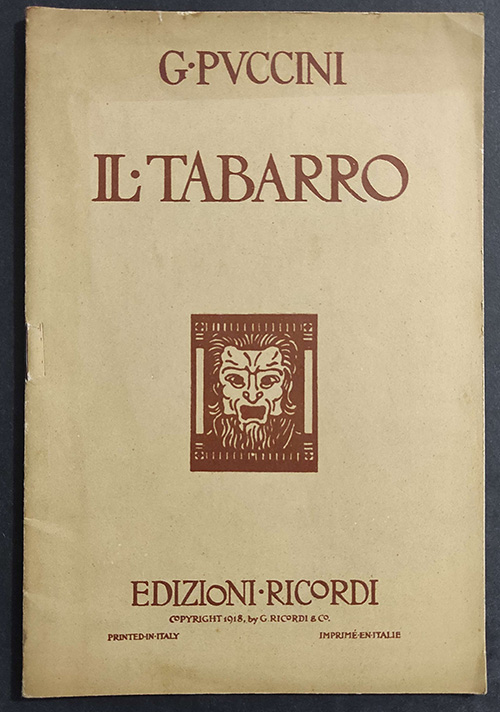 G·PVCCINI
IL·TABARRO
EDIZIONI·RICORDI
COPYRIGHT 1918, by G. RICORDI & CO.
PRINTED·IN·ITALY IMPRIMÉ·EN·ITALIE